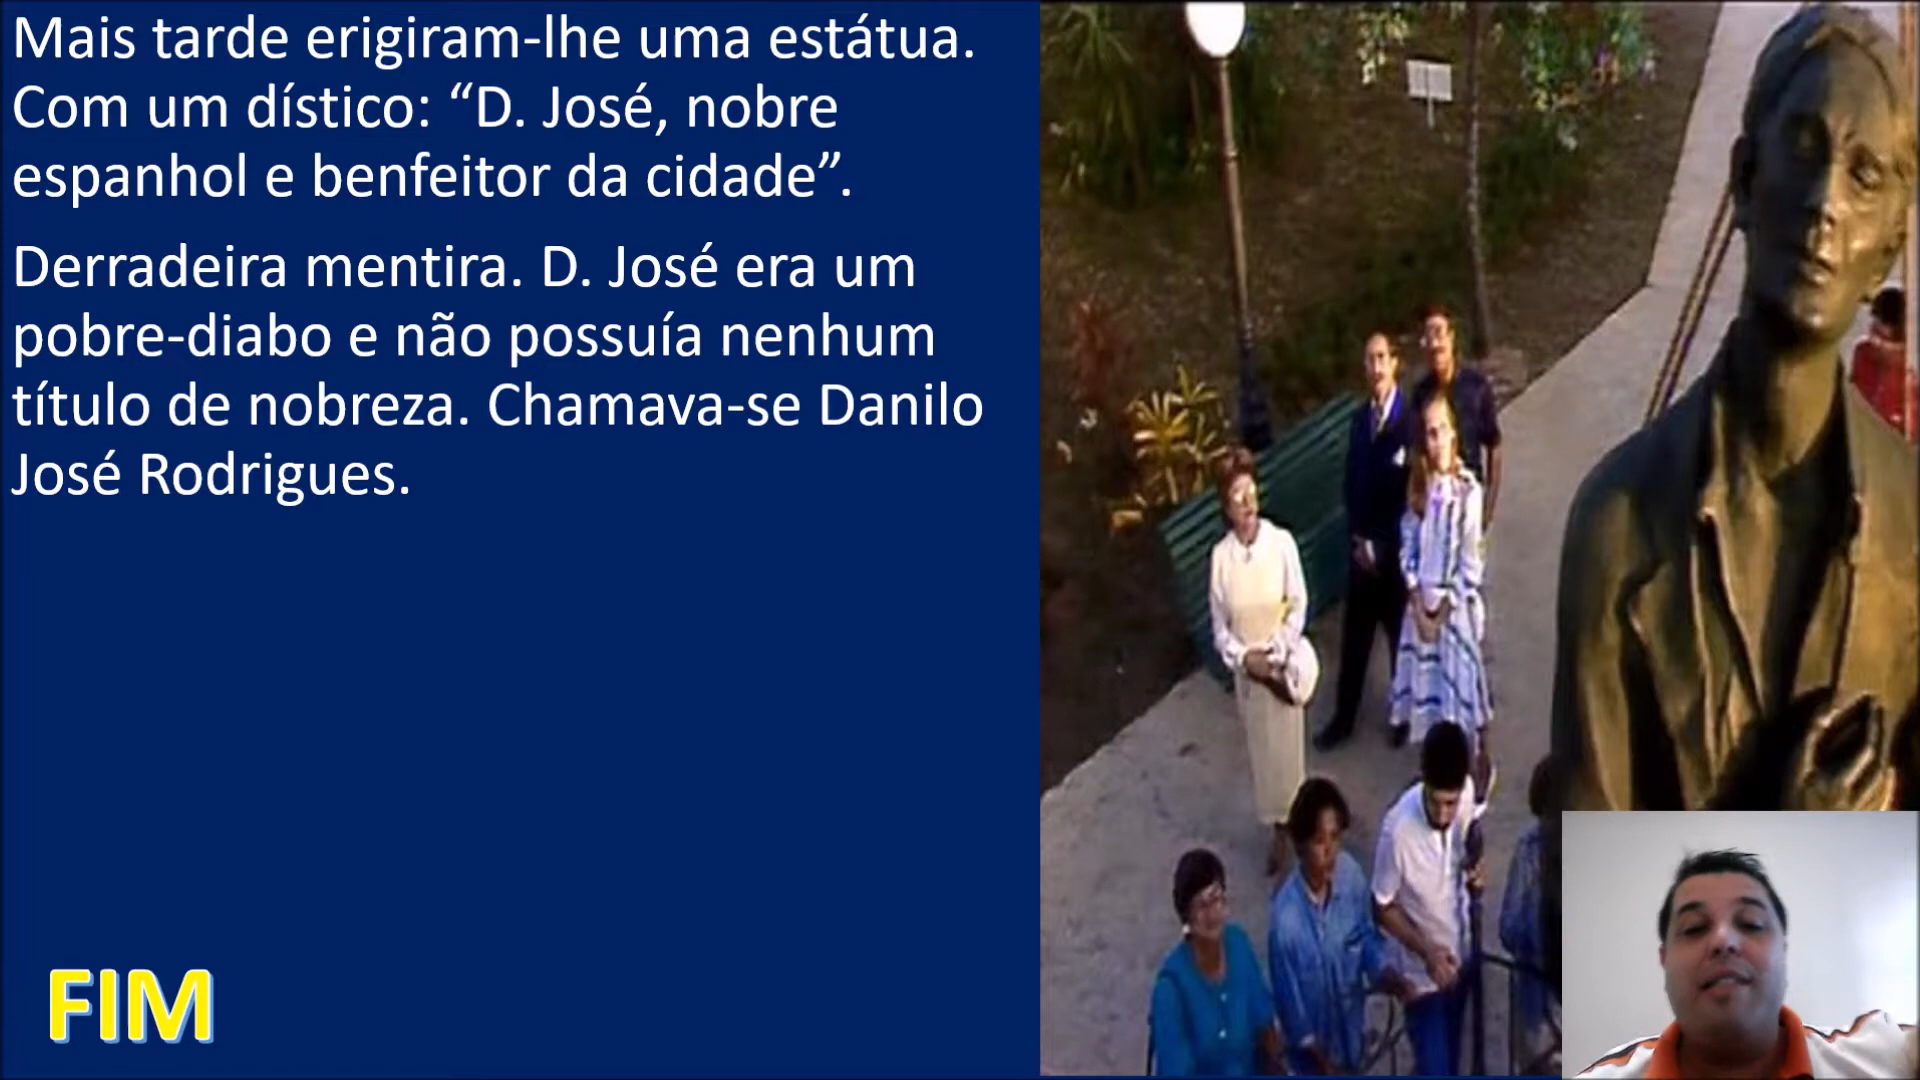 Mais tarde erigiram-lhe uma estátua.
Com um dístico: “D. José, nobre
espanhol e benfeitor da cidade”.
Derradeira mentira. D. José era um
pobre-diabo e não possuía nenhum
título de nobreza. Chamava-se Danilo
José Rodrigues.
FIM